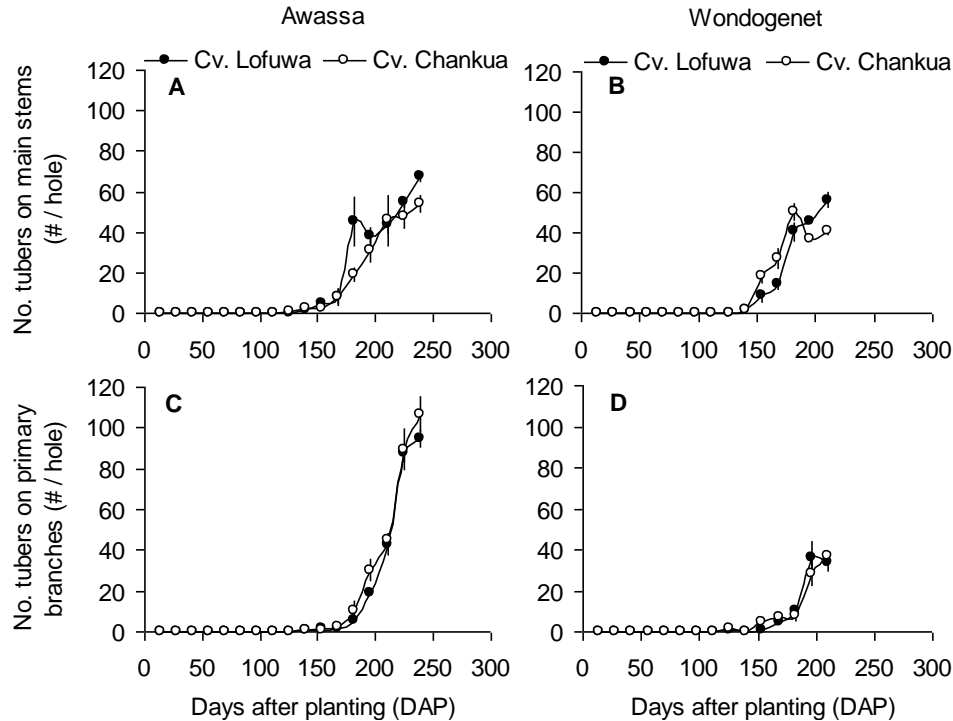 Awassa
Wondogenet
Cv. Lofuwa Cv. Chankua
Cv. Lofuwa Cv. Chankua
No. tubers on main stems
(# / hole)
A
120
100
80
60
40
20
0
0 50 100 150 200 250 300
B
120
100
80
60
40
20
0
0 50 100 150 200 250 300
No. tubers on primary
branches (# / hole)
C
120
100
80
60
40
20
0
0 50 100 150 200 250 300
Days after planting (DAP)
D
120
100
80
60
40
20
0
0 50 100 150 200 250 300
Days after planting (DAP)